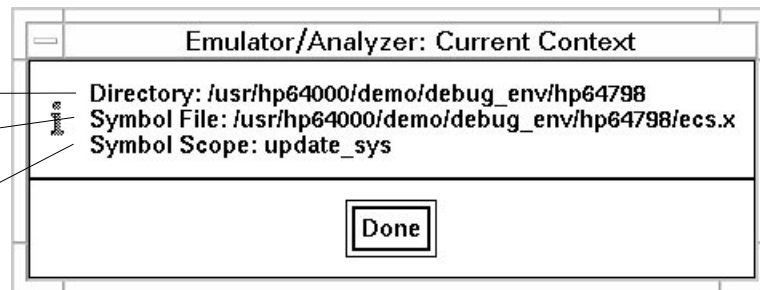 Emulator/Analyzer: Current Context
Directory: /usr/hp64000/demo/debug_env/hp64798
Symbol File: /usr/hp64000/demo/debug_env/hp64798/ecs.x
Symbol Scope: update_sys
Done